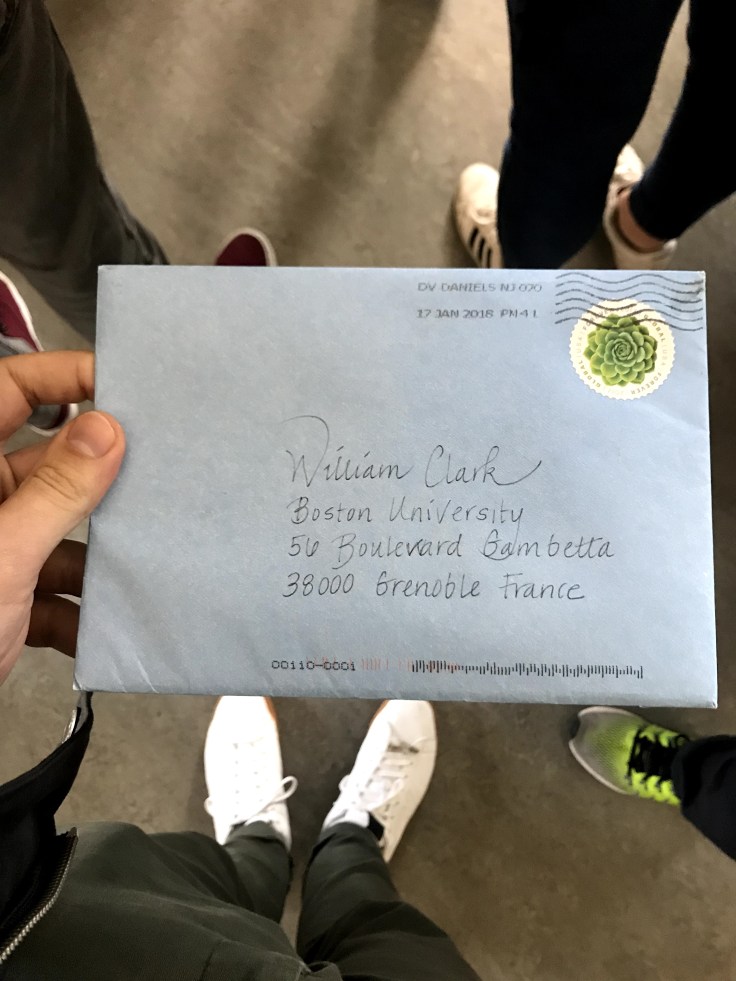 DV DANIELS NJ 070
17 JAN 2018 PM 4 L
William Clark
Boston University
56 Boulevard Gambetta
38000 Grenoble France
00110-0001